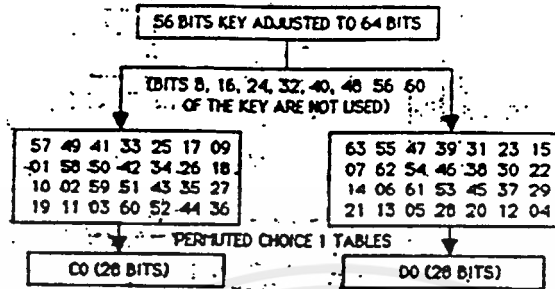 56 BITS KEY ADJUSTED TO 64 BITS
(BITS 8, 16, 24, 32, 40, 48 56 60
OF THE KEY ARE NOT USED)
57 49 41 33 25 17 09
01 58 50 42 34 26 18
10 02 59 51 43 35 27
19 11 03 60 52 44 36
63 55 47 39 31 23 15
07 62 54 46 38 30 22
14 06 61 53 45 37 29
21 13 05 28 20 12 04
PERMUTED CHOICE 1 TABLES
C0 (28 BITS)
D0 (28 BITS)